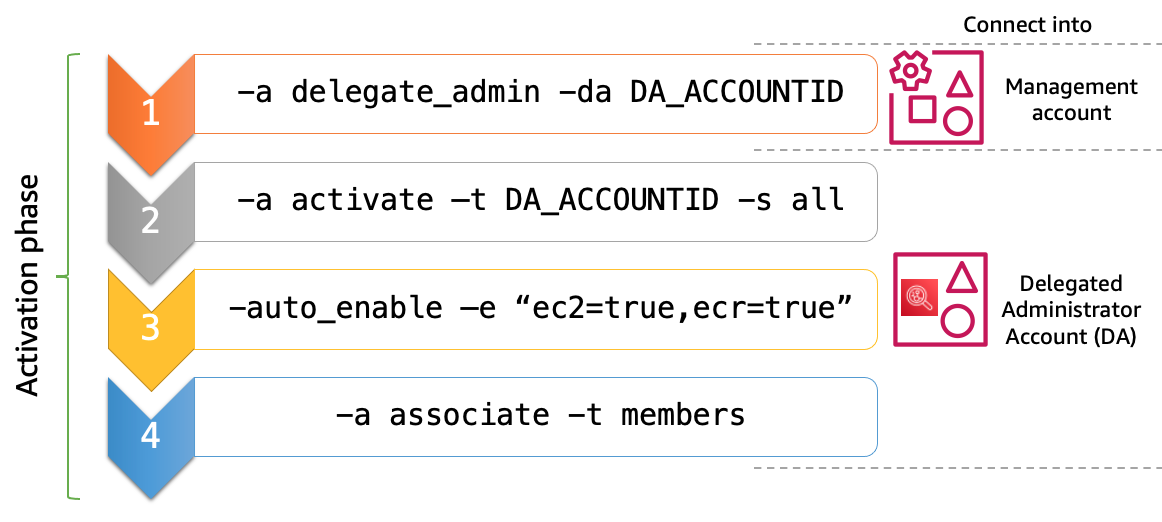 Connect into
Activation phase
1
–a delegate_admin –da DA_ACCOUNTID
Management
account
2
–a activate –t DA_ACCOUNTID –s all
3
–auto_enable –e “ec2=true,ecr=true”
Delegated
Administrator
Account (DA)
4
–a associate –t members